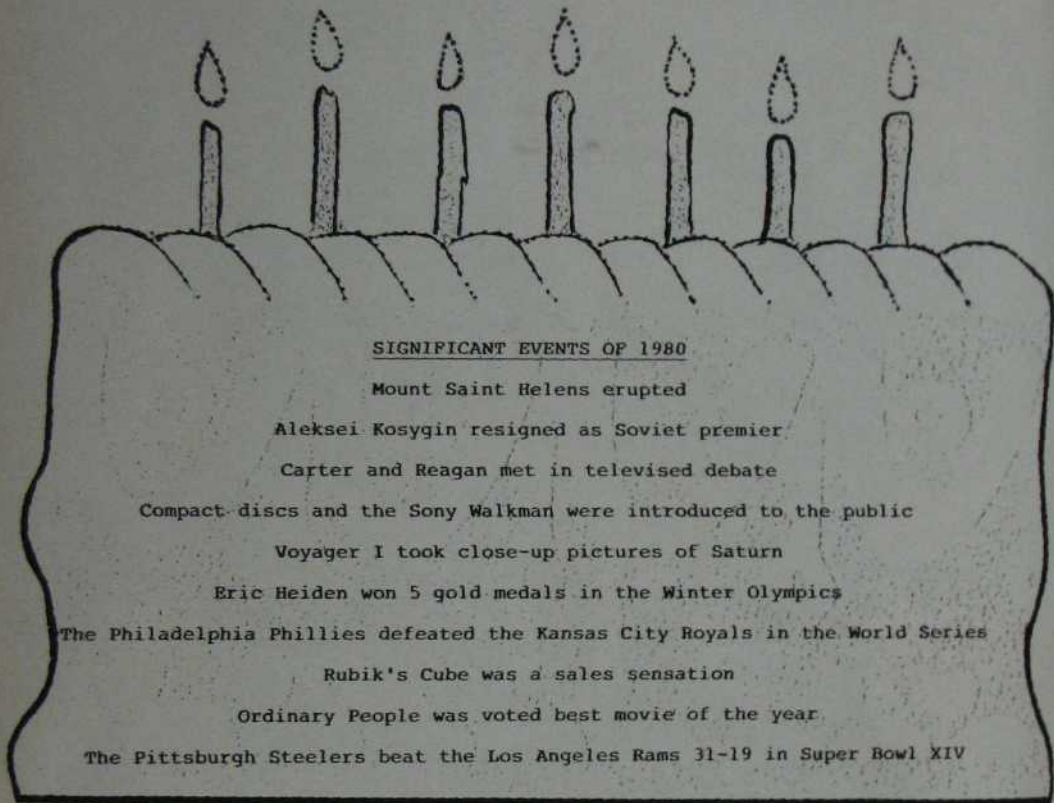 SIGNIFICANT EVENTS OF 1980
Mount Saint Helens erupted
Aleksei Kosygin resigned as Soviet premier
Carter and Reagan met in televised debate
Compact discs and the Sony Walkman were introduced to the public
Voyager I took close-up pictures of Saturn
Eric Heiden won 5 gold medals in the Winter Olympics
The Philadelphia Phillies defeated the Kansas City Royals in the World Series
Rubik's Cube was a sales sensation
Ordinary People was voted best movie of the year
The Pittsburgh Steelers beat the Los Angeles Rams 31-19 in Super Bowl XIV